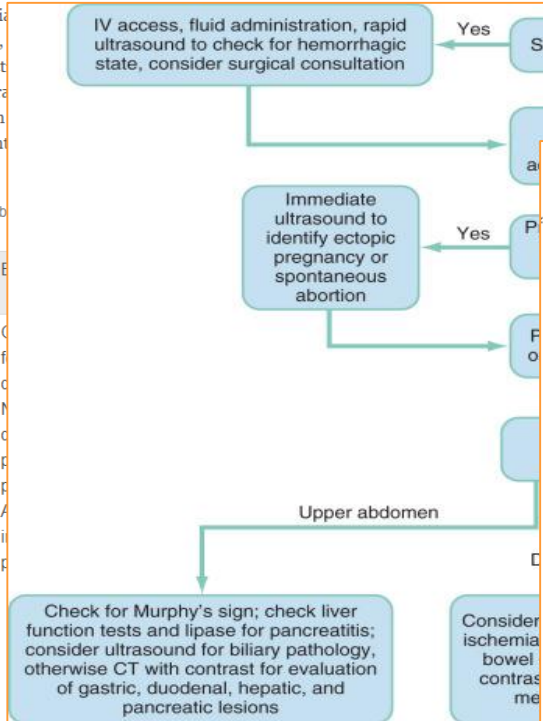 IV access, fluid administration, rapid
ultrasound to check for hemorrhagic
state, consider surgical consultation
Yes
S
Immediate
ultrasound to
identify ectopic
pregnancy or
spontaneous
abortion
Yes
P
o
Upper abdomen
Check for Murphy's sign; check liver
function tests and lipase for pancreatitis;
consider ultrasound for biliary pathology,
otherwise CT with contrast for evaluation
of gastric, duodenal, hepatic, and
pancreatic lesions
Consider
ischemia
bowel
contras
me